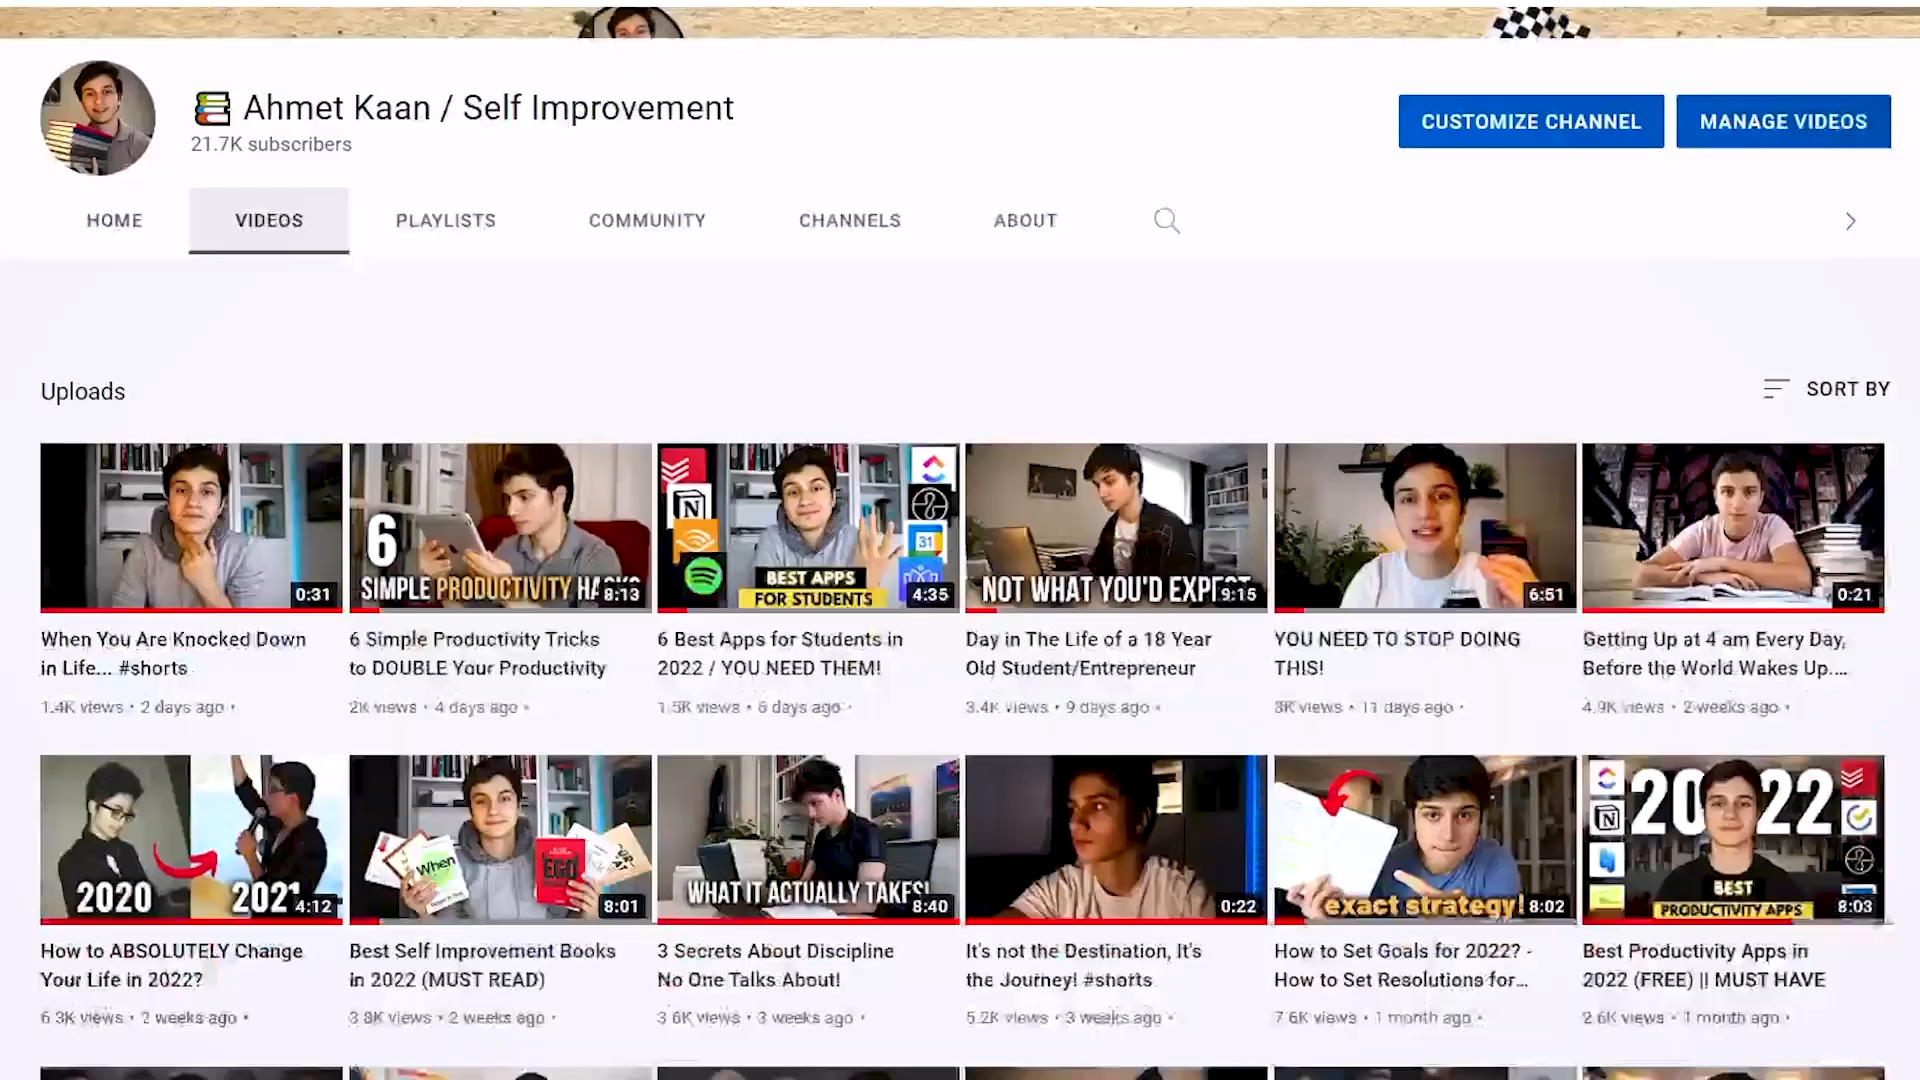 Ahmet Kaan / Self Improvement
21.7K subscribers
CUSTOMIZE CHANNEL
MANAGE VIDEOS
HOME
VIDEOS
PLAYLISTS
COMMUNITY
CHANNELS
ABOUT
Uploads
SORT BY
0:31
6
SIMPLE PRODUCTIVITY
8:13
31
BEST APPS
FOR STUDENTS
4:35
NOT WHAT YOU'D
9:15
6:51
0:21
When You Are Knocked Down
in Life... #shorts
1.4K views • 2 days ago •
6 Simple Productivity Tricks
to DOUBLE Your Productivity
2K views • 4 days ago •
6 Best Apps for Students in
2022 / YOU NEED THEM!
1.5K views • 6 days ago •
Day in The Life of a 18 Year
Old Student/Entrepreneur
3.4K views • 9 days ago •
YOU NEED TO STOP DOING
THIS!
views • 11 days ago •
Getting Up at 4 am Every Day,
Before the World Wakes Up....
4.9K views • 2 weeks ago •
2020
2021
4:12
When
EGO
8:01
WHAT IT ACTUALLY TAKES!
8:40
0:22
exact strategy!
8:02
2022
BEST
PRODUCTIVITY APPS
8:03
How to ABSOLUTELY Change
Your Life in 2022?
6.3K views • 2 weeks ago •
Best Self Improvement Books
in 2022 (MUST READ)
3.8K views • 2 weeks ago •
3 Secrets About Discipline
No One Talks About!
3.6K views • 3 weeks ago •
It's not the Destination, It's
the Journey! #shorts
5.2K views • 3 weeks ago •
How to Set Goals for 2022? -
How to Set Resolutions for...
7.6K views • 1 month ago •
Best Productivity Apps in
2022 (FREE) || MUST HAVE
2.6K views • 1 month ago •